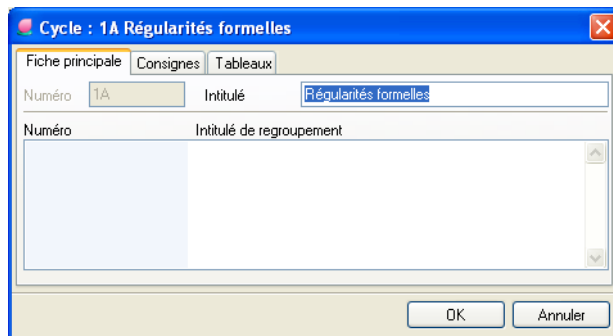 Cycle : 1A Régularités formelles
Fiche principale Consignes Tableaux
Numéro 1A Intitulé Régularités formelles
Numéro Intitulé de regroupement
OK Annuler